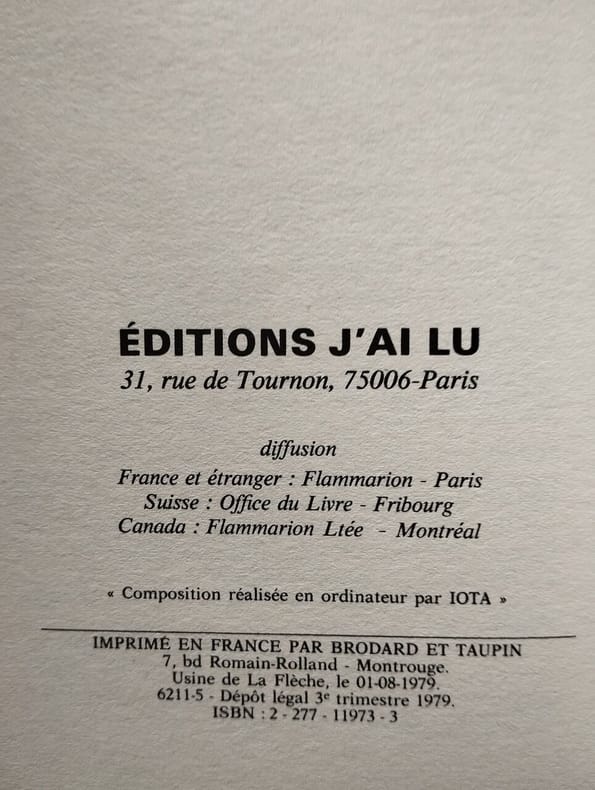 ÉDITIONS J'AI LU
31, rue de Tournon, 75006-Paris
diffusion
France et étranger : Flammarion - Paris
Suisse : Office du Livre - Fribourg
Canada : Flammarion Ltée - Montréal
« Composition réalisée en ordinateur par IOTA »
IMPRIMÉ EN FRANCE PAR BRODARD ET TAUPIN
7, bd Romain-Rolland - Montrouge.
Usine de La Flèche, le 01-08-1979.
6211-5 - Dépôt légal 3e trimestre 1979.
ISBN : 2 - 277 - 11973 - 3